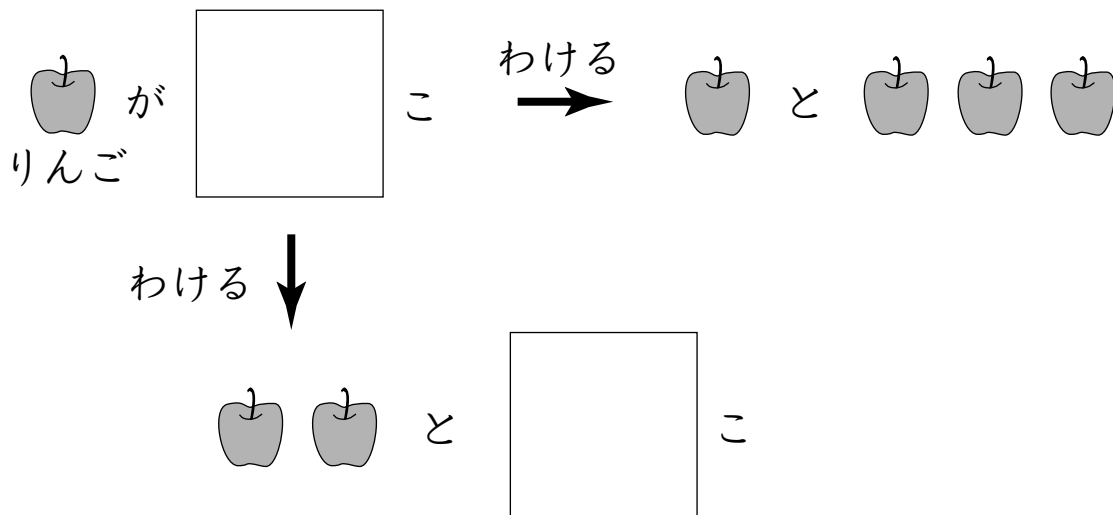 わける
が こ と
りんご
わける
と こ